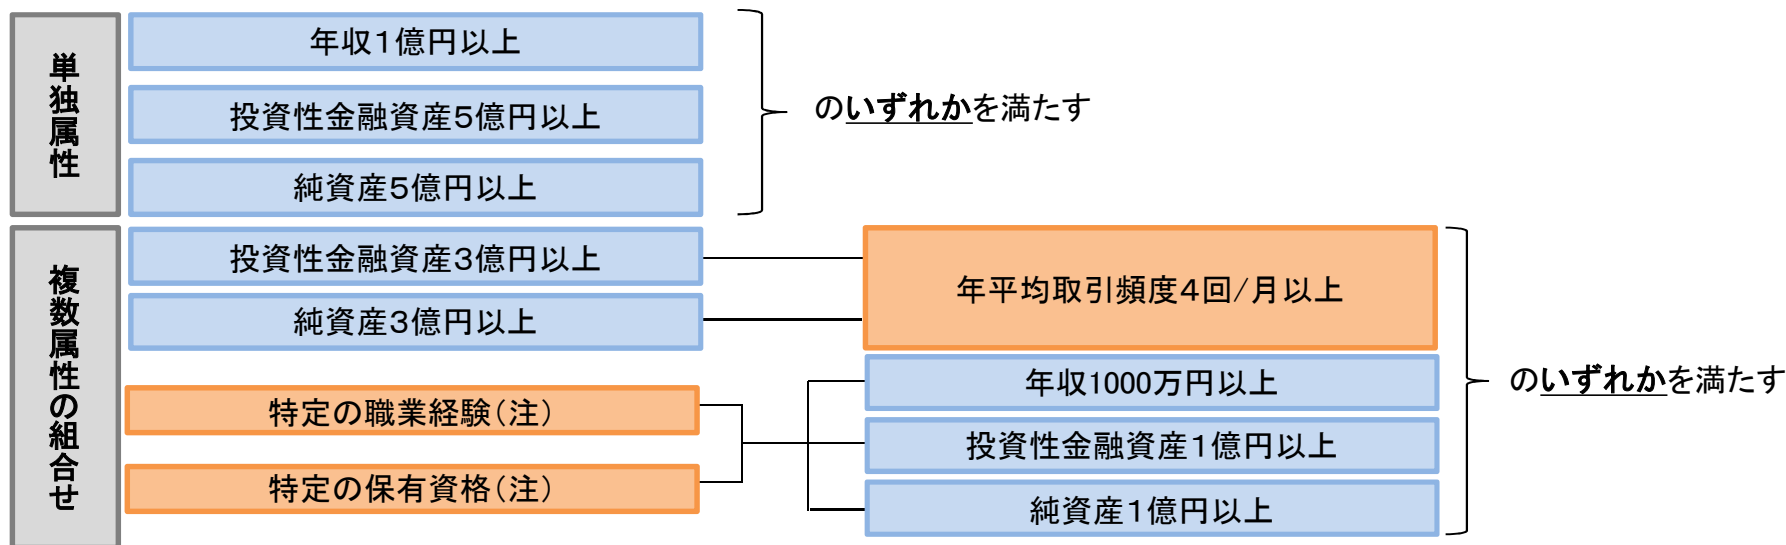 単独属性
年収１億円以上
投資性金融資産５億円以上
純資産５億円以上
のいずれかを満たす
複数属性の組合せ
投資性金融資産３億円以上
純資産３億円以上
年平均取引頻度４回/月以上
特定の職業経験（注）
特定の保有資格（注）
年収1000万円以上
投資性金融資産１億円以上
純資産１億円以上
のいずれかを満たす